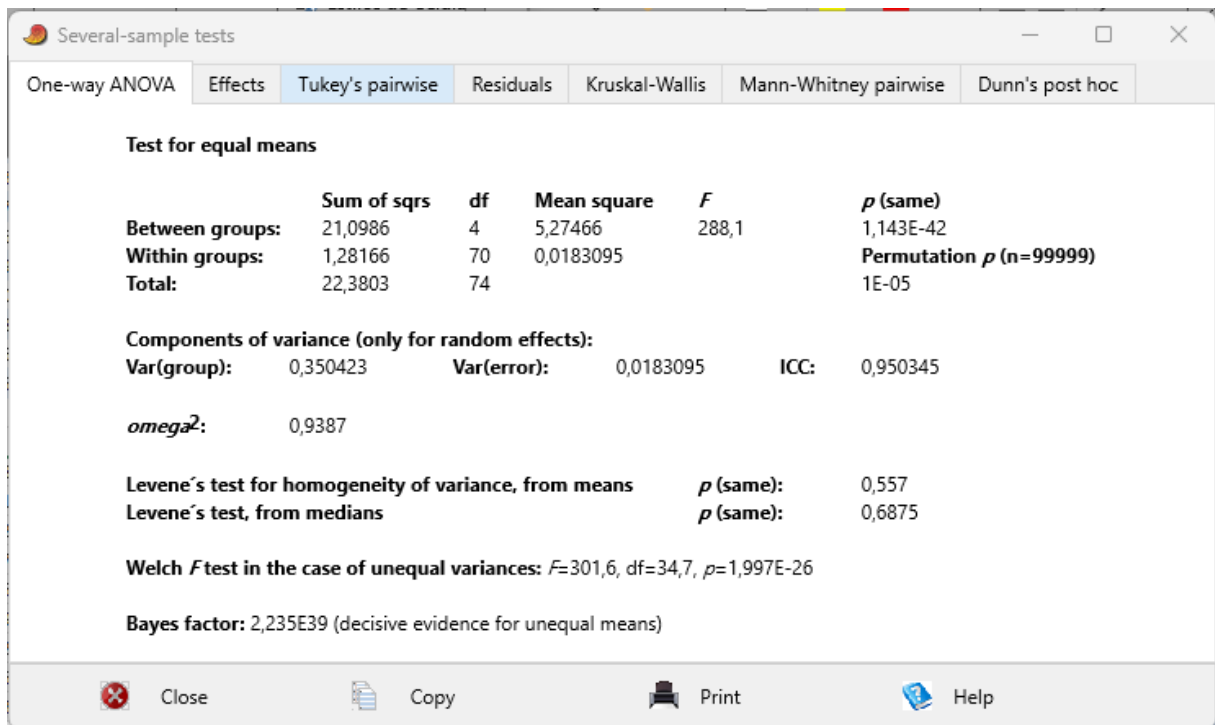 Several-sample tests
One-way ANOVA Effects Tukey's pairwise Residuals Kruskal-Wallis Mann-Whitney pairwise Dunn's post hoc
Test for equal means
Sum of sqrs df Mean square F p (same)
Between groups: 21,0986 4 5,27466 288,1 1,143E-42
Within groups: 1,28166 70 0,0183095 Permutation p (n=99999)
Total: 22,3803 74 1E-05
Components of variance (only for random effects):
Var(group): 0,350423 Var(error): 0,0183095 ICC: 0,950345
omega2: 0,9387
Levene´s test for homogeneity of variance, from means p (same): 0,557
Levene´s test, from medians p (same): 0,6875
Welch F test in the case of unequal variances: F=301,6, df=34,7, p=1,997E-26
Bayes factor: 2,235E39 (decisive evidence for unequal means)
Close Copy Print Help